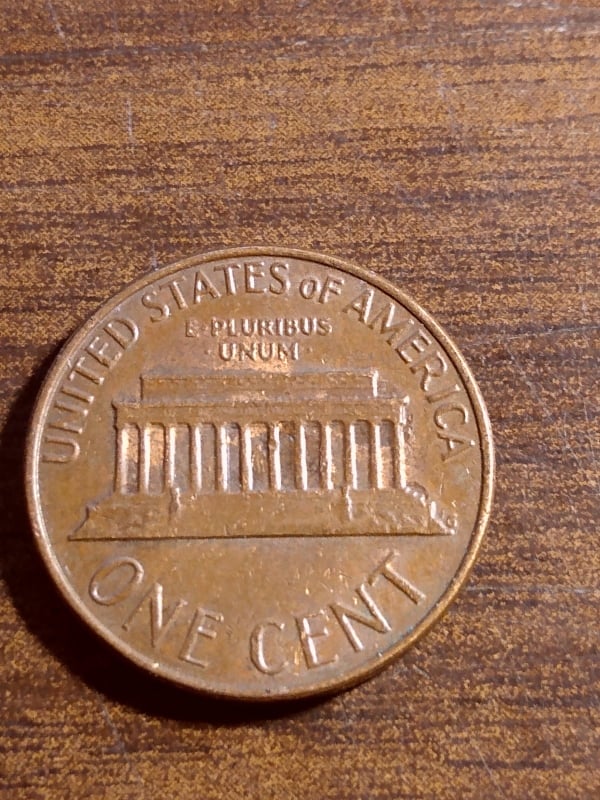 UNITED STATES OF AMERICA
E PLURIBUS
· UNUM ·
ONE CENT